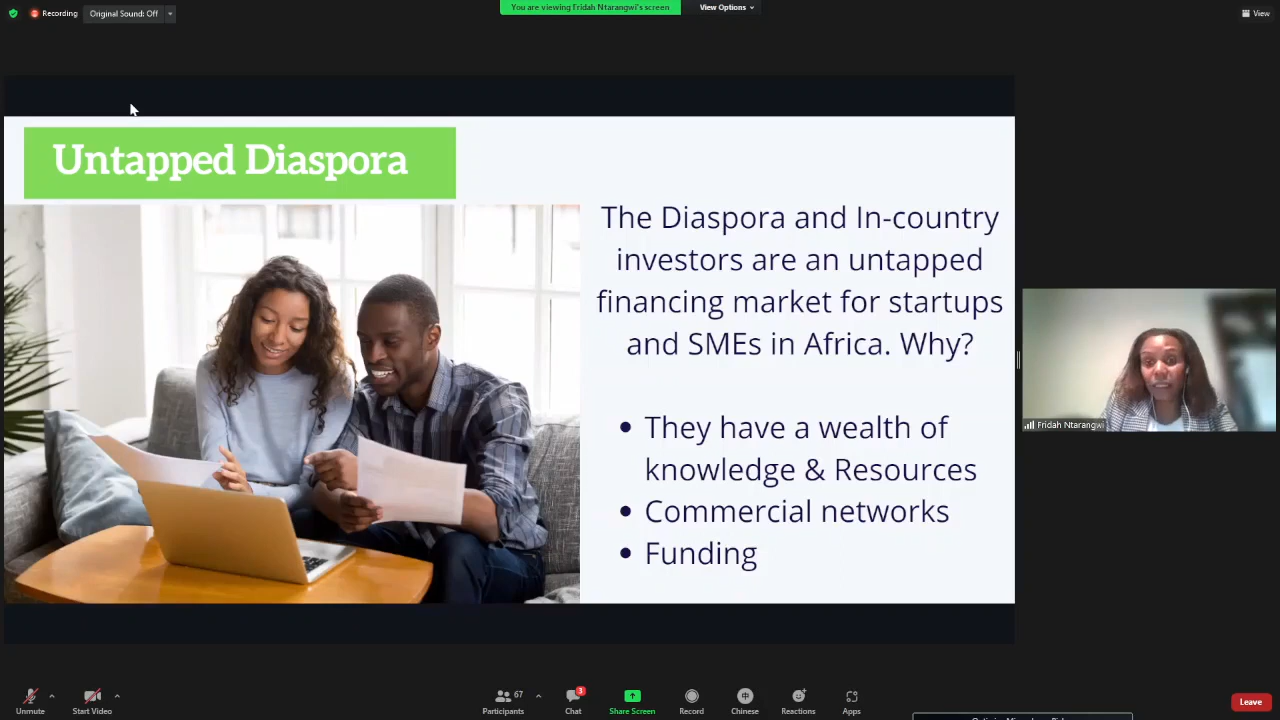 Recording
Original Sound: Off
You are viewing Fridah Ntarangwi's screen
View Options
View
Untapped Diaspora
The Diaspora and In-country
investors are an untapped
financing market for startups
and SMEs in Africa. Why?
• They have a wealth of
knowledge & Resources
• Commercial networks
• Funding
Fridah Ntarangwi
67
3
中
Unmute
Start Video
Participants
Chat
Share Screen
Record
Chinese
Reactions
Apps
Leave